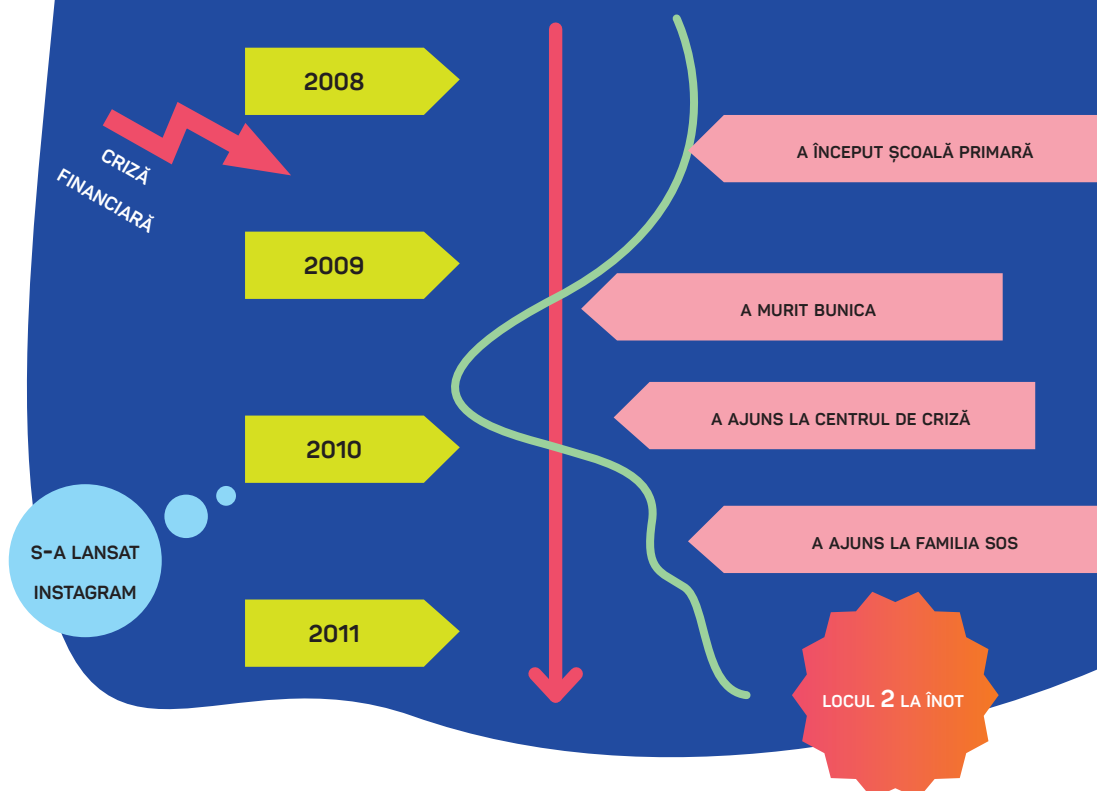 2008
A ÎNCEPUT ȘCOALĂ PRIMARĂ
CRIZĂ
FINANCIARĂ
2009
A MURIT BUNICA
A AJUNS LA CENTRUL DE CRIZĂ
2010
S-A LANSAT
INSTAGRAM
A AJUNS LA FAMILIA SOS
2011
LOCUL 2 LA ÎNOT